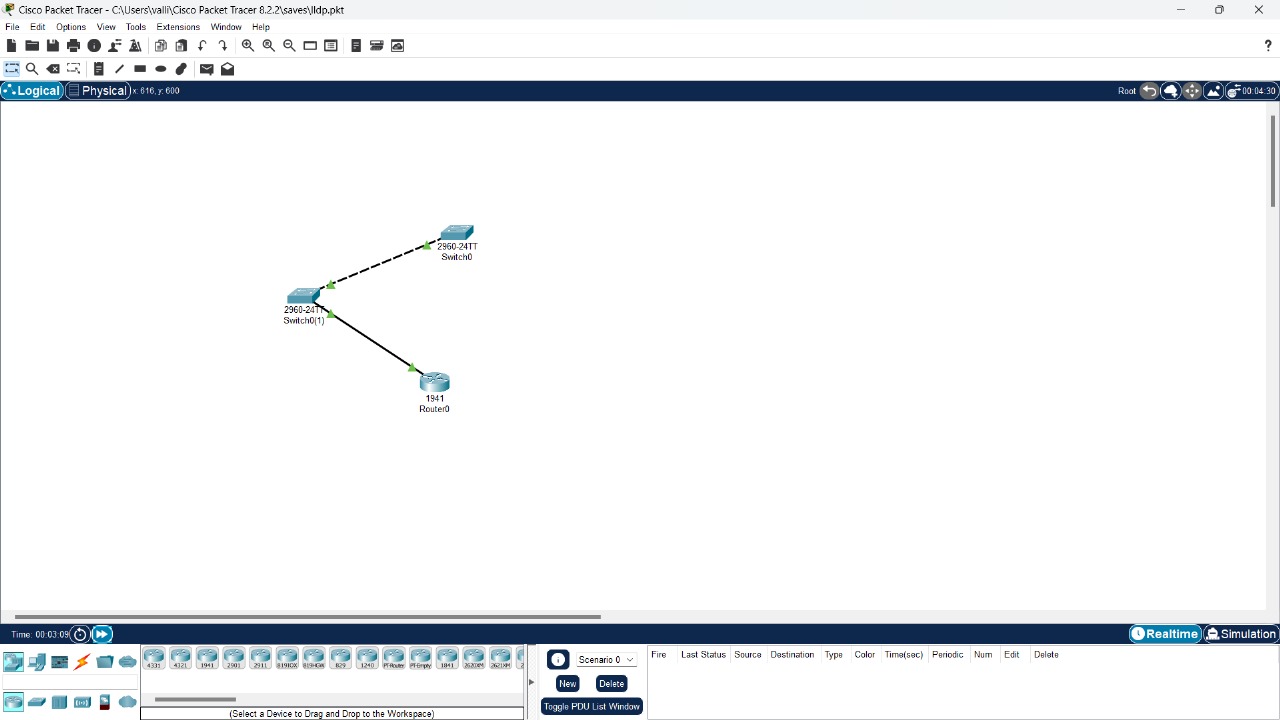 Cisco Packet Tracer - C:\Users\yalli\Cisco Packet Tracer 8.2.2\saves\lldp.pkt
File Edit Options View Tools Extensions Window Help
?
Logical Physical x: 616, y: 600 Root 00:04:30
2960-24TT
Switch0
2960-24TT
Switch0(1)
1941
Router0
Time: 00:03:09 Realtime Simulation
4331 4321 1941 2901 2911 819IOX 819HGW 829 1240 PT-Router PT-Empty 1841 2620XM 2621XM
Scenario 0
New Delete
Toggle PDU List Window
Fire Last Status Source Destination Type Color Time(sec) Periodic Num Edit Delete
(Select a Device to Drag and Drop to the Workspace)